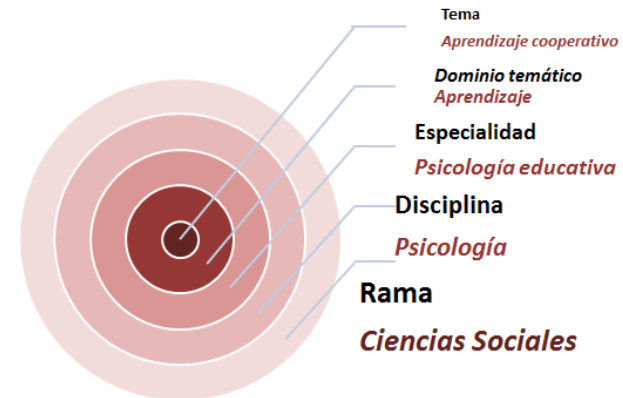 Tema
Aprendizaje cooperativo
Dominio temático
Aprendizaje
Especialidad
Psicología educativa
Disciplina
Psicología
Rama
Ciencias Sociales